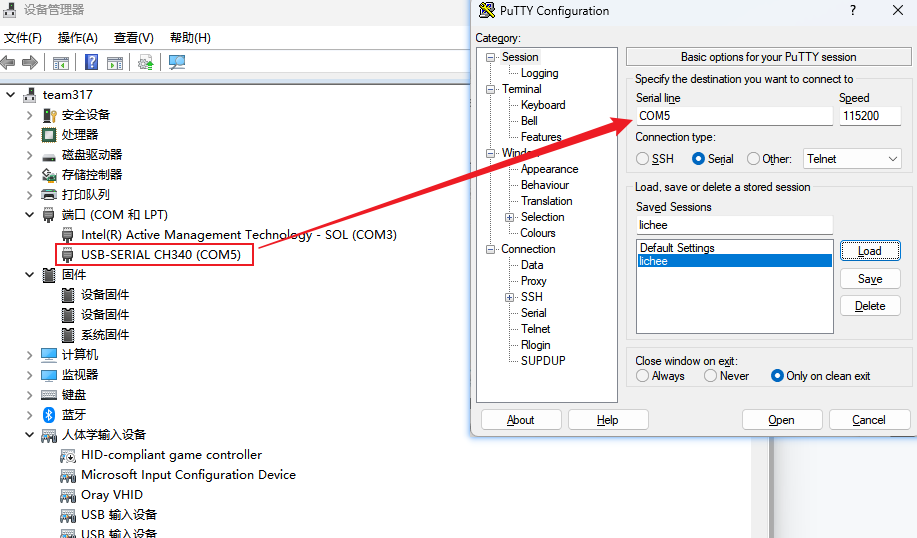 设备管理器
文件(F) 操作(A) 查看(V) 帮助(H)
team317
安全设备
处理器
磁盘驱动器
存储控制器
打印队列
端口 (COM 和 LPT)
Intel(R) Active Management Technology - SOL (COM3)
USB-SERIAL CH340 (COM5)
固件
设备固件
设备固件
系统固件
计算机
监视器
键盘
蓝牙
人体学输入设备
HID-compliant game controller
Microsoft Input Configuration Device
Oray VHID
USB 输入设备
USB 输入设备
PuTTY Configuration
Category:
Session
Logging
Terminal
Keyboard
Bell
Features
Window
Appearance
Behaviour
Translation
Selection
Colours
Connection
Data
Proxy
SSH
Serial
Telnet
Rlogin
SUPDUP
Basic options for your PuTTY session
Specify the destination you want to connect to
Serial line Speed
COM5 115200
Connection type:
SSH Serial Other: Telnet
Load, save or delete a stored session
Saved Sessions
lichee
Default Settings
lichee
Load
Save
Delete
Close window on exit:
Always Never Only on clean exit
About Help Open Cancel